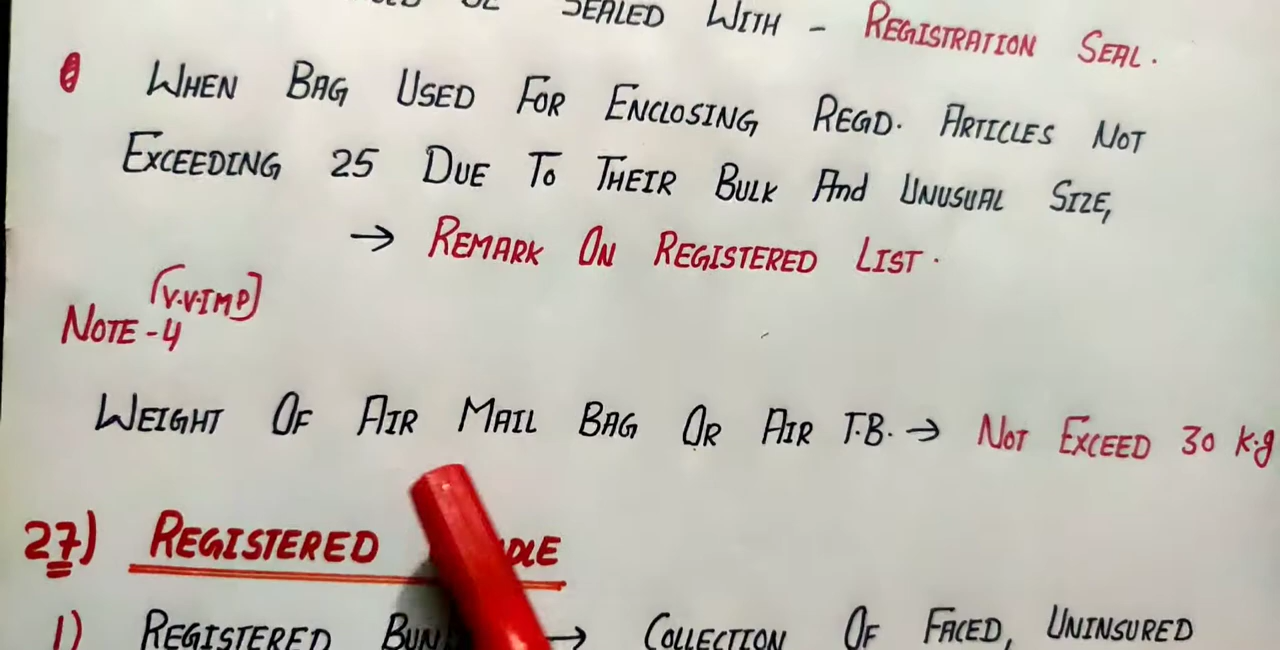 SEALED WITH - REGISTRATION SEAL.
WHEN BAG USED FOR ENCLOSING REGD. ARTICLES NOT
EXCEEDING 25 DUE TO THEIR BULK And UNUSUAL SIZE,
→ REMARK ON REGISTERED LIST.
(V.V.IMP]
NOTE-4
WEIGHT OF AIR MAIL BAG OR AIR T.B. → NOT EXCEED 30 K.g
27) REGISTERED
1) REGISTERED → COLLECTION OF FACED, UNINSURED